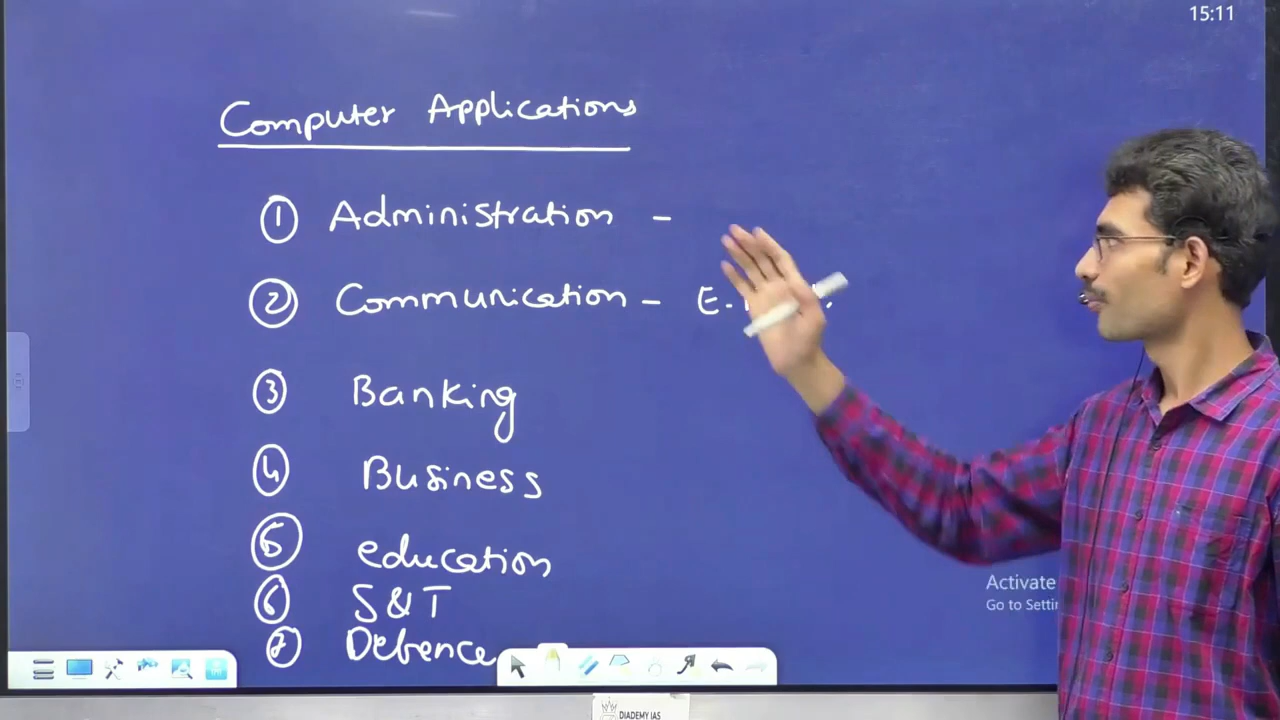 15:11
Computer Applications
① Administration -
② Communication - E.
③ Banking
④ Business
⑤ education
⑥ S&T
⑦ Defence
Activate
Go to Settin
DIADEMY IAS